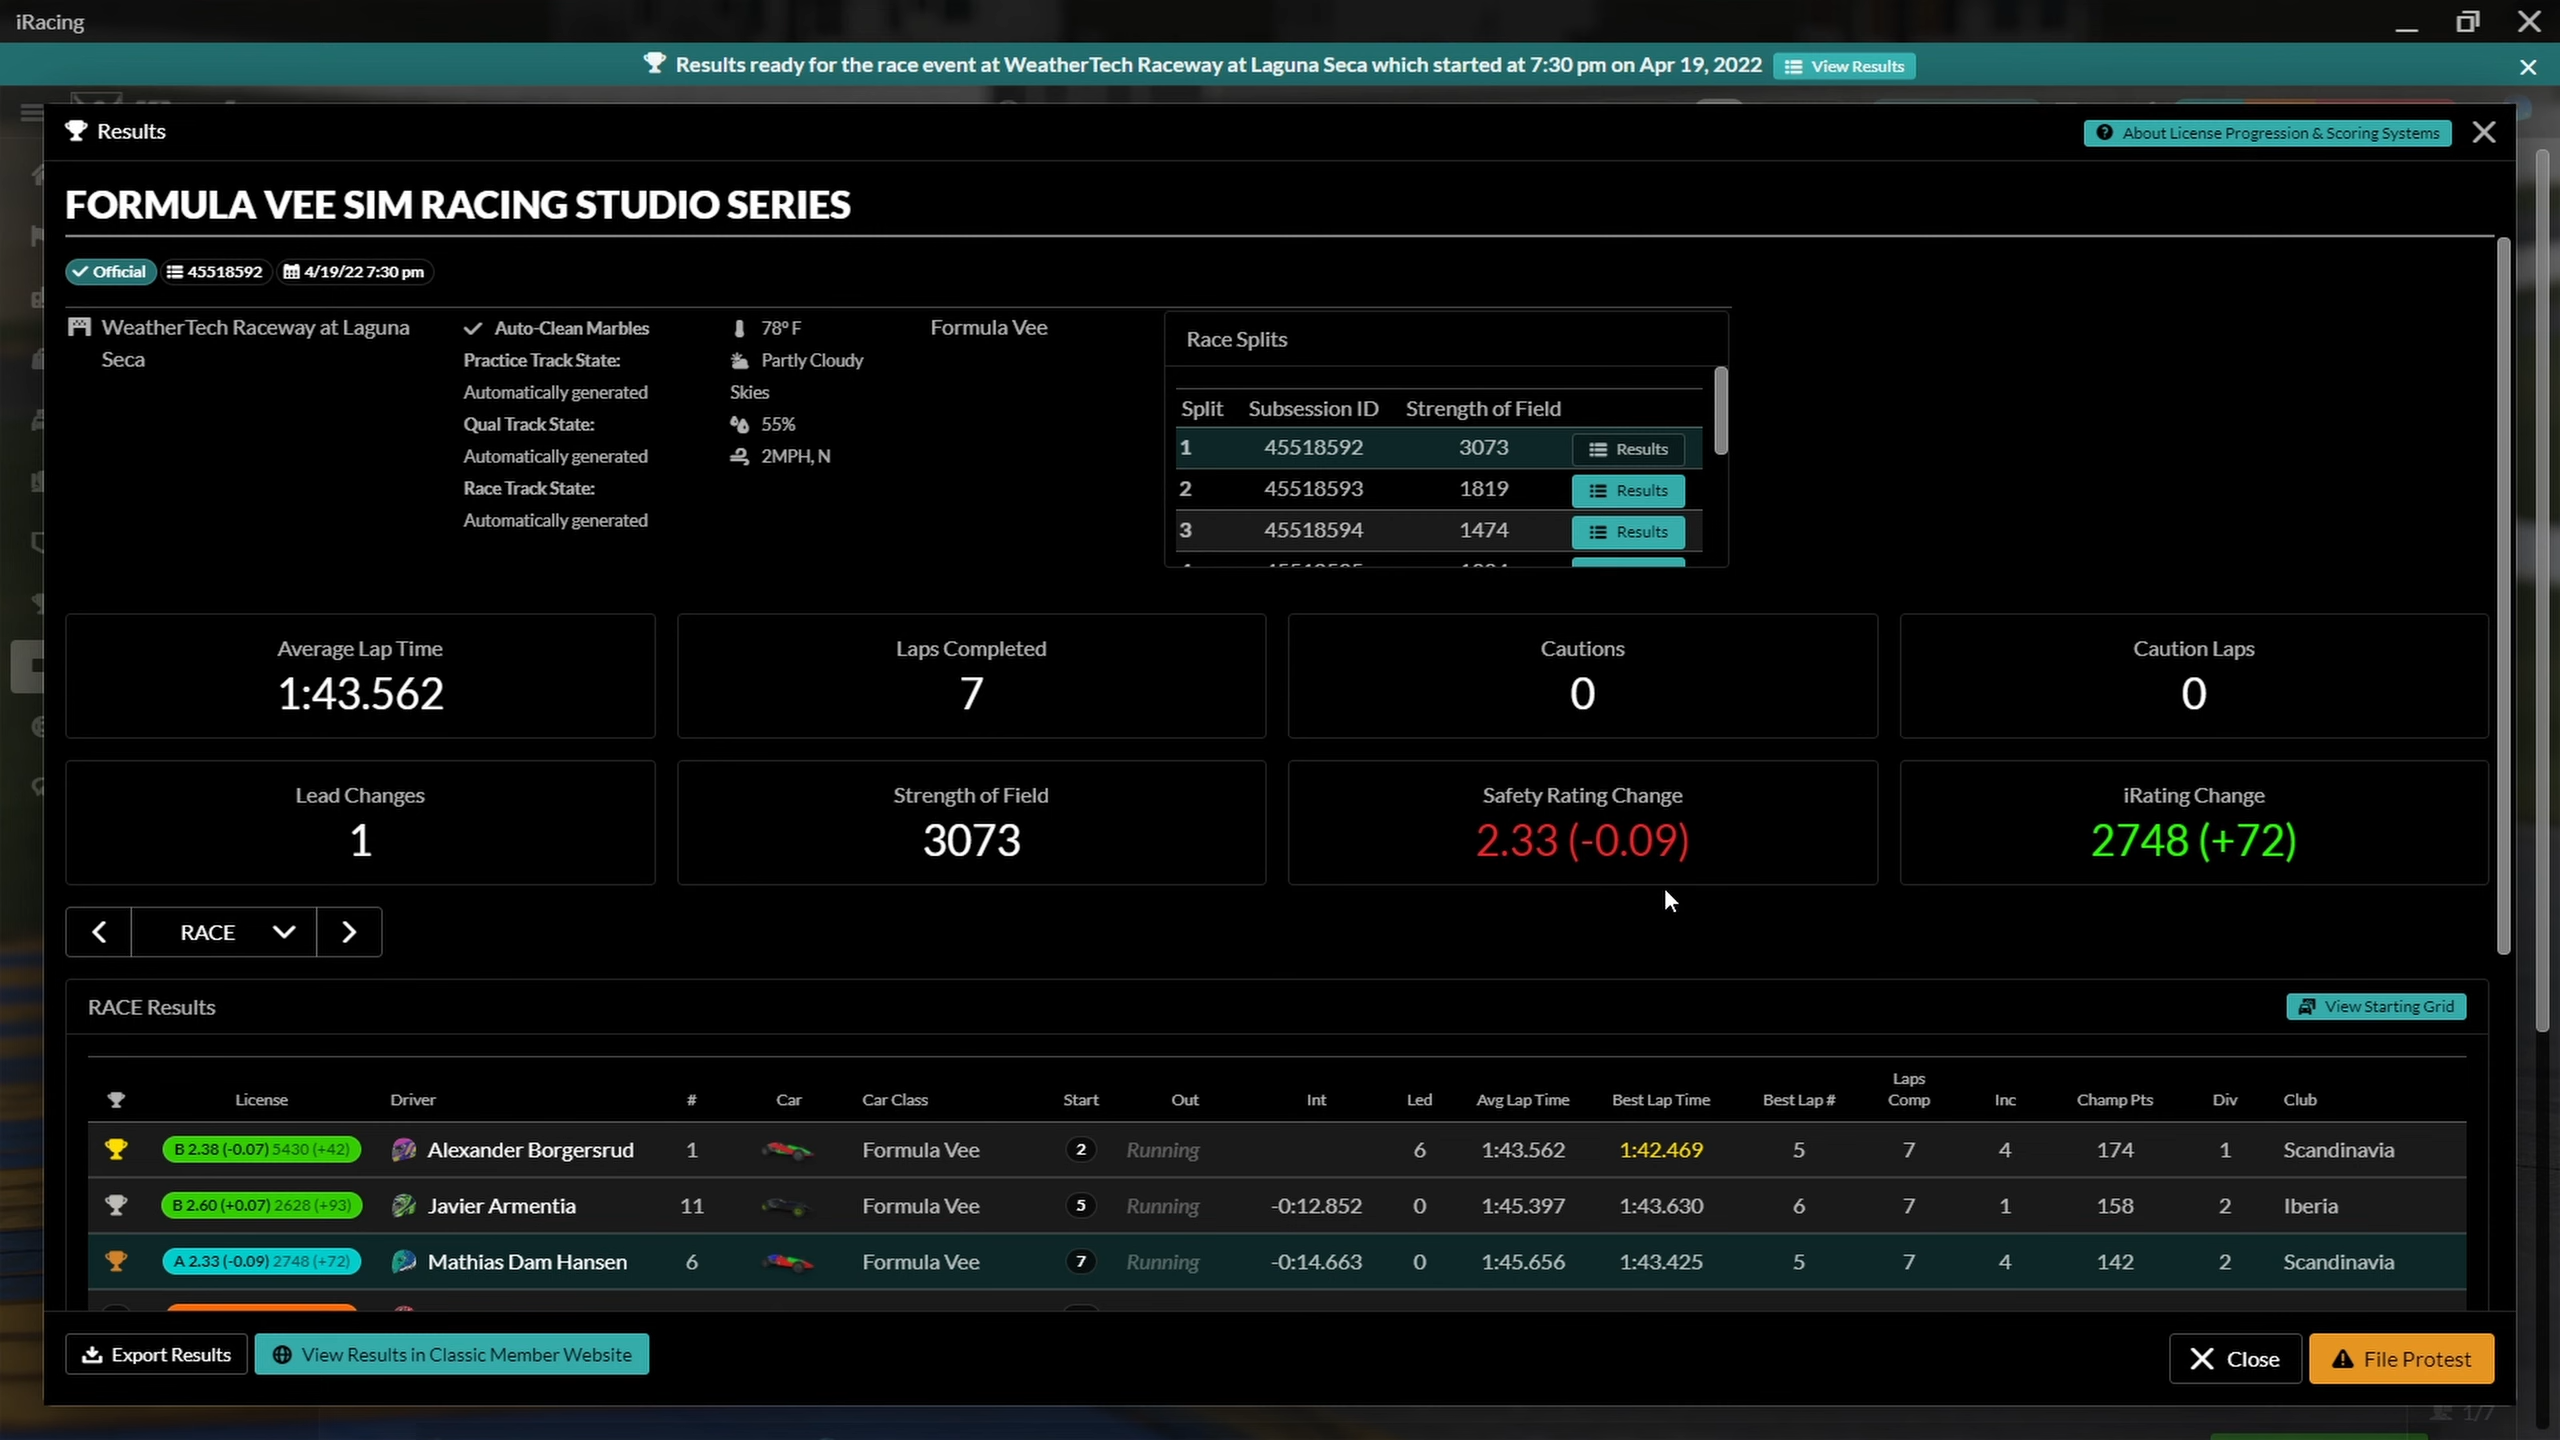 iRacing
Results ready for the race event at WeatherTech Raceway at Laguna Seca which started at 7:30 pm on Apr 19, 2022 View Results
Results
About License Progression & Scoring Systems
FORMULA VEE SIM RACING STUDIO SERIES
Official 45518592 4/19/22 7:30 pm
WeatherTech Raceway at Laguna
Seca
Auto-Clean Marbles
Practice Track State:
Automatically generated
Qual Track State:
Automatically generated
Race Track State:
Automatically generated
78° F
Partly Cloudy
Skies
55%
2MPH, N
Formula Vee
Race Splits
Split Subsession ID Strength of Field
1 45518592 3073 Results
2 45518593 1819 Results
3 45518594 1474 Results
Average Lap Time
1:43.562
Laps Completed
7
Cautions
0
Caution Laps
0
Lead Changes
1
Strength of Field
3073
Safety Rating Change
2.33 (-0.09)
iRating Change
2748 (+72)
RACE
RACE Results
View Starting Grid
License Driver # Car Car Class Start Out Int Led Avg Lap Time Best Lap Time Best Lap # Laps Comp Inc Champ Pts Div Club
B 2.38 (-0.07) 5430 (+42) Alexander Borgersrud 1 Formula Vee 2 Running 6 1:43.562 1:42.469 5 7 4 174 1 Scandinavia
B 2.60 (+0.07) 2628 (+93) Javier Armentia 11 Formula Vee 5 Running -0:12.852 0 1:45.397 1:43.630 6 7 1 158 2 Iberia
A 2.33 (-0.09) 2748 (+72) Mathias Dam Hansen 6 Formula Vee 7 Running -0:14.663 0 1:45.656 1:43.425 5 7 4 142 2 Scandinavia
Export Results
View Results in Classic Member Website
Close
File Protest
1/7